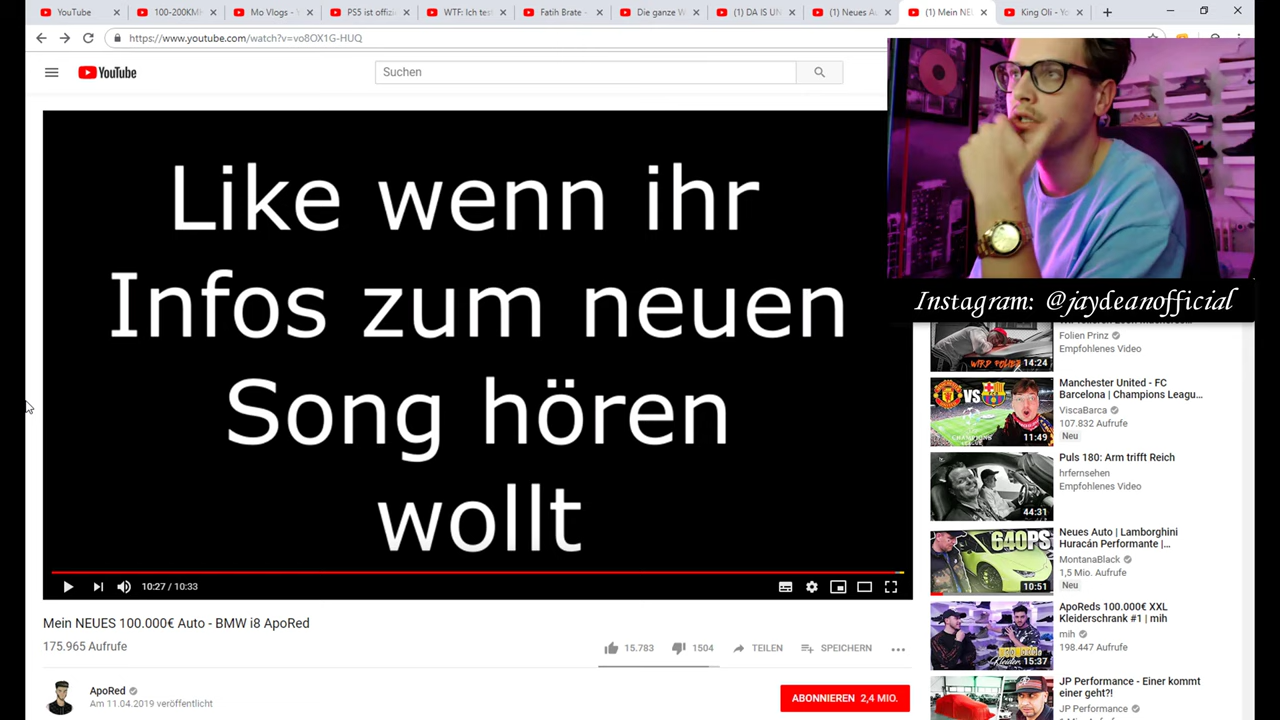 YouTube
100-200KM
Mo Vlogs - Y
PS5 ist offizi
WTF: Ich
Fatih Brate -
Die ganze W
(1) Neues A
(1) Mein NE
King Oli - Yo
https://www.youtube.com/watch?v=vo8OX1G-HUQ
YouTube
Suchen
Like wenn ihr
Infos zum neuen
Song hören
wollt
Instagram: @jaydeanofficial
10:27 / 10:33
Mein NEUES 100.000€ Auto - BMW i8 ApoRed
175.965 Aufrufe
15.783
1504
TEILEN
SPEICHERN
ApoRed
Am 11.04.2019 veröffentlicht
ABONNIEREN 2,4 MIO.
Folien Prinz
Empfohlenes Video
14:24
Manchester United - FC
Barcelona | Champions Leagu...
ViscaBarca
107.832 Aufrufe
Neu
VS
11:49
Puls 180: Arm trifft Reich
hrfernsehen
Empfohlenes Video
44:31
Neues Auto | Lamborghini
Huracán Performante |...
MontanaBlack
1,5 Mio. Aufrufe
Neu
640PS
10:51
ApoReds 100.000€ XXL
Kleiderschrank #1 | mih
mih
198.447 Aufrufe
15:37
JP Performance - Einer kommt
einer geht?!
JP Performance